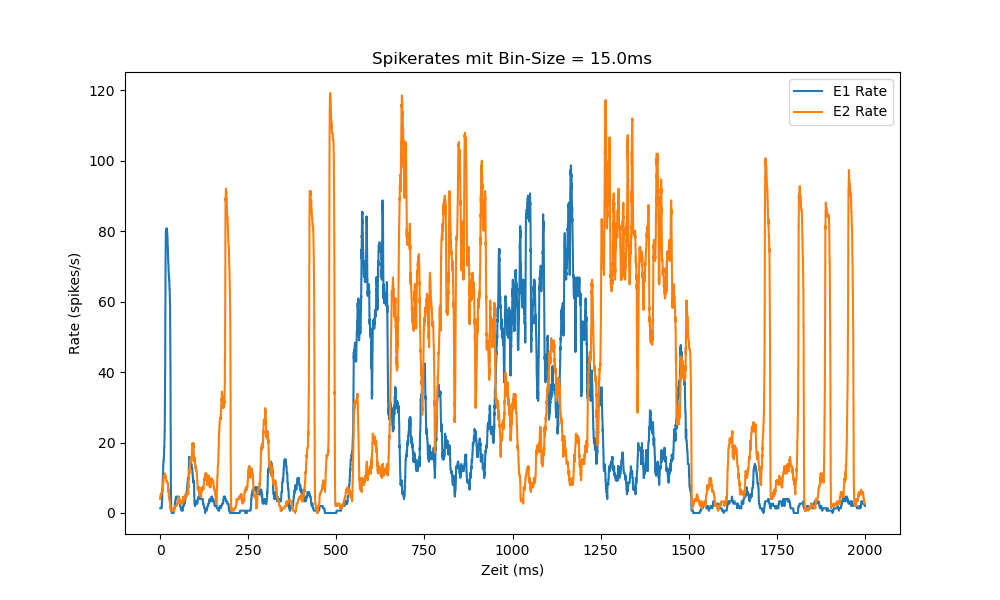 Spikerates mit Bin-Size = 15.0ms
E1 Rate
E2 Rate
120
100
80
60
40
20
0
Rate (spikes/s)
0 250 500 750 1000 1250 1500 1750 2000
Zeit (ms)